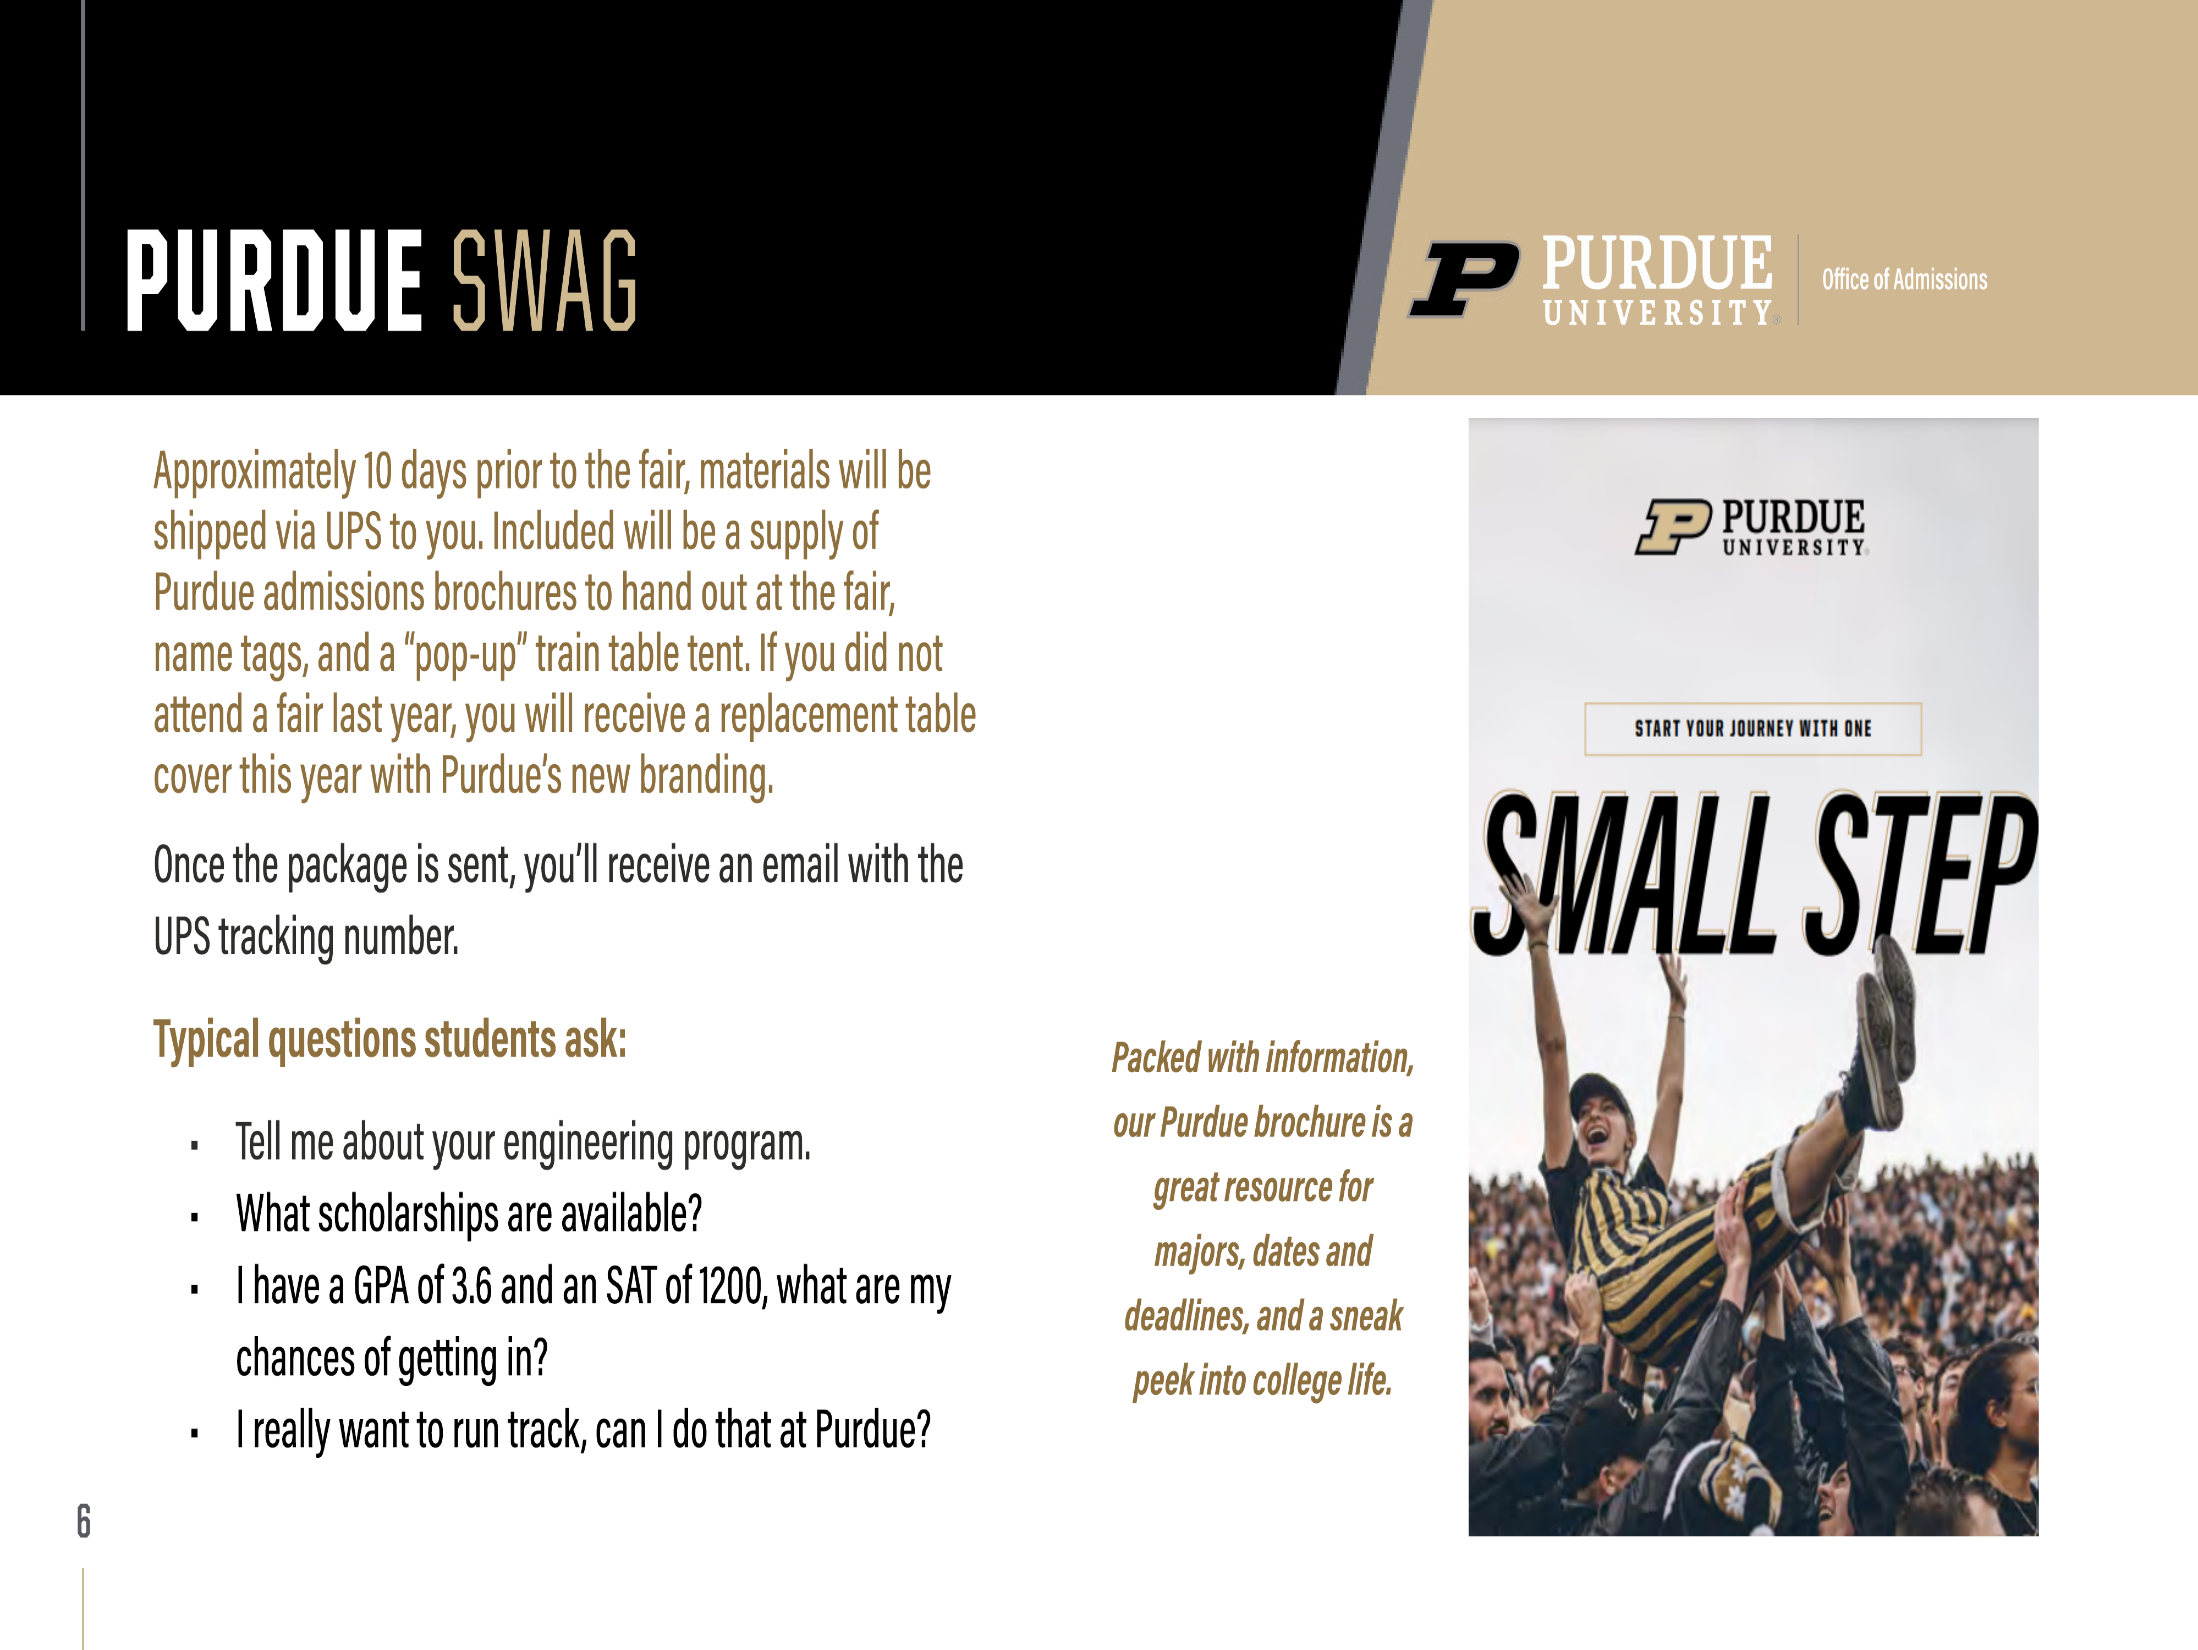 PURDUE SWAG
PURDUE
UNIVERSITY®
Office of Admissions
Approximately 10 days prior to the fair, materials will be
shipped via UPS to you. Included will be a supply of
Purdue admissions brochures to hand out at the fair,
name tags, and a “pop-up” train table tent. If you did not
attend a fair last year, you will receive a replacement table
cover this year with Purdue’s new branding.
Once the package is sent, you’ll receive an email with the
UPS tracking number.
Typical questions students ask:
▪ Tell me about your engineering program.
▪ What scholarships are available?
▪ I have a GPA of 3.6 and an SAT of 1200, what are my
chances of getting in?
▪ I really want to run track, can I do that at Purdue?
Packed with information,
our Purdue brochure is a
great resource for
majors, dates and
deadlines, and a sneak
peek into college life.
P PURDUE
UNIVERSITY®
START YOUR JOURNEY WITH ONE
SMALL STEP
6